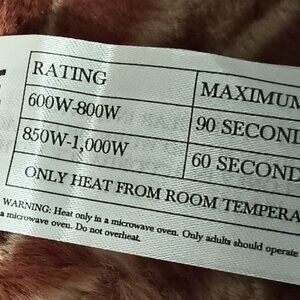 RATING MAXIMUM
600W-800W 90 SECOND
850W-1,000W 60 SECOND
ONLY HEAT FROM ROOM TEMPERA
WARNING: Heat only in a microwave oven. Only adults should operate
a microwave oven. Do not overheat.